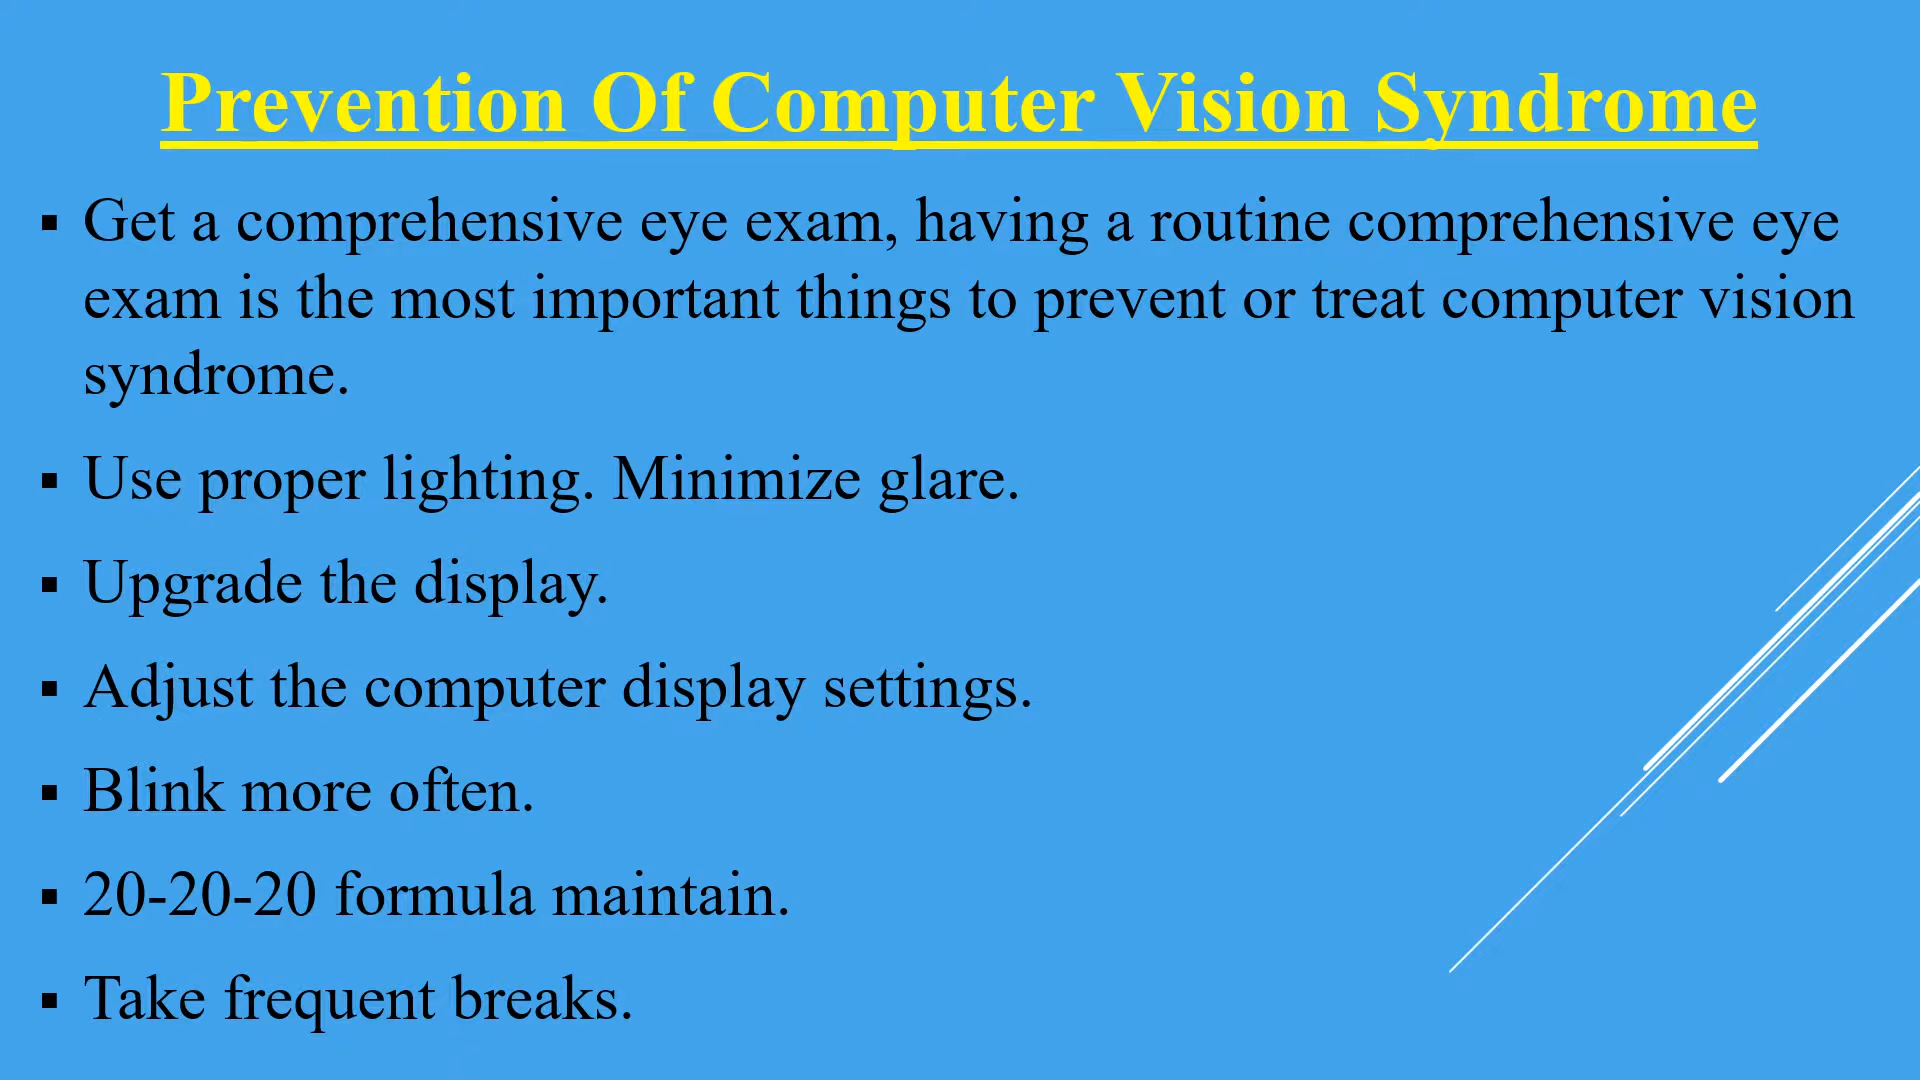 Prevention Of Computer Vision Syndrome
▪ Get a comprehensive eye exam, having a routine comprehensive eye
exam is the most important things to prevent or treat computer vision
syndrome.
▪ Use proper lighting. Minimize glare.
▪ Upgrade the display.
▪ Adjust the computer display settings.
▪ Blink more often.
▪ 20-20-20 formula maintain.
▪ Take frequent breaks.